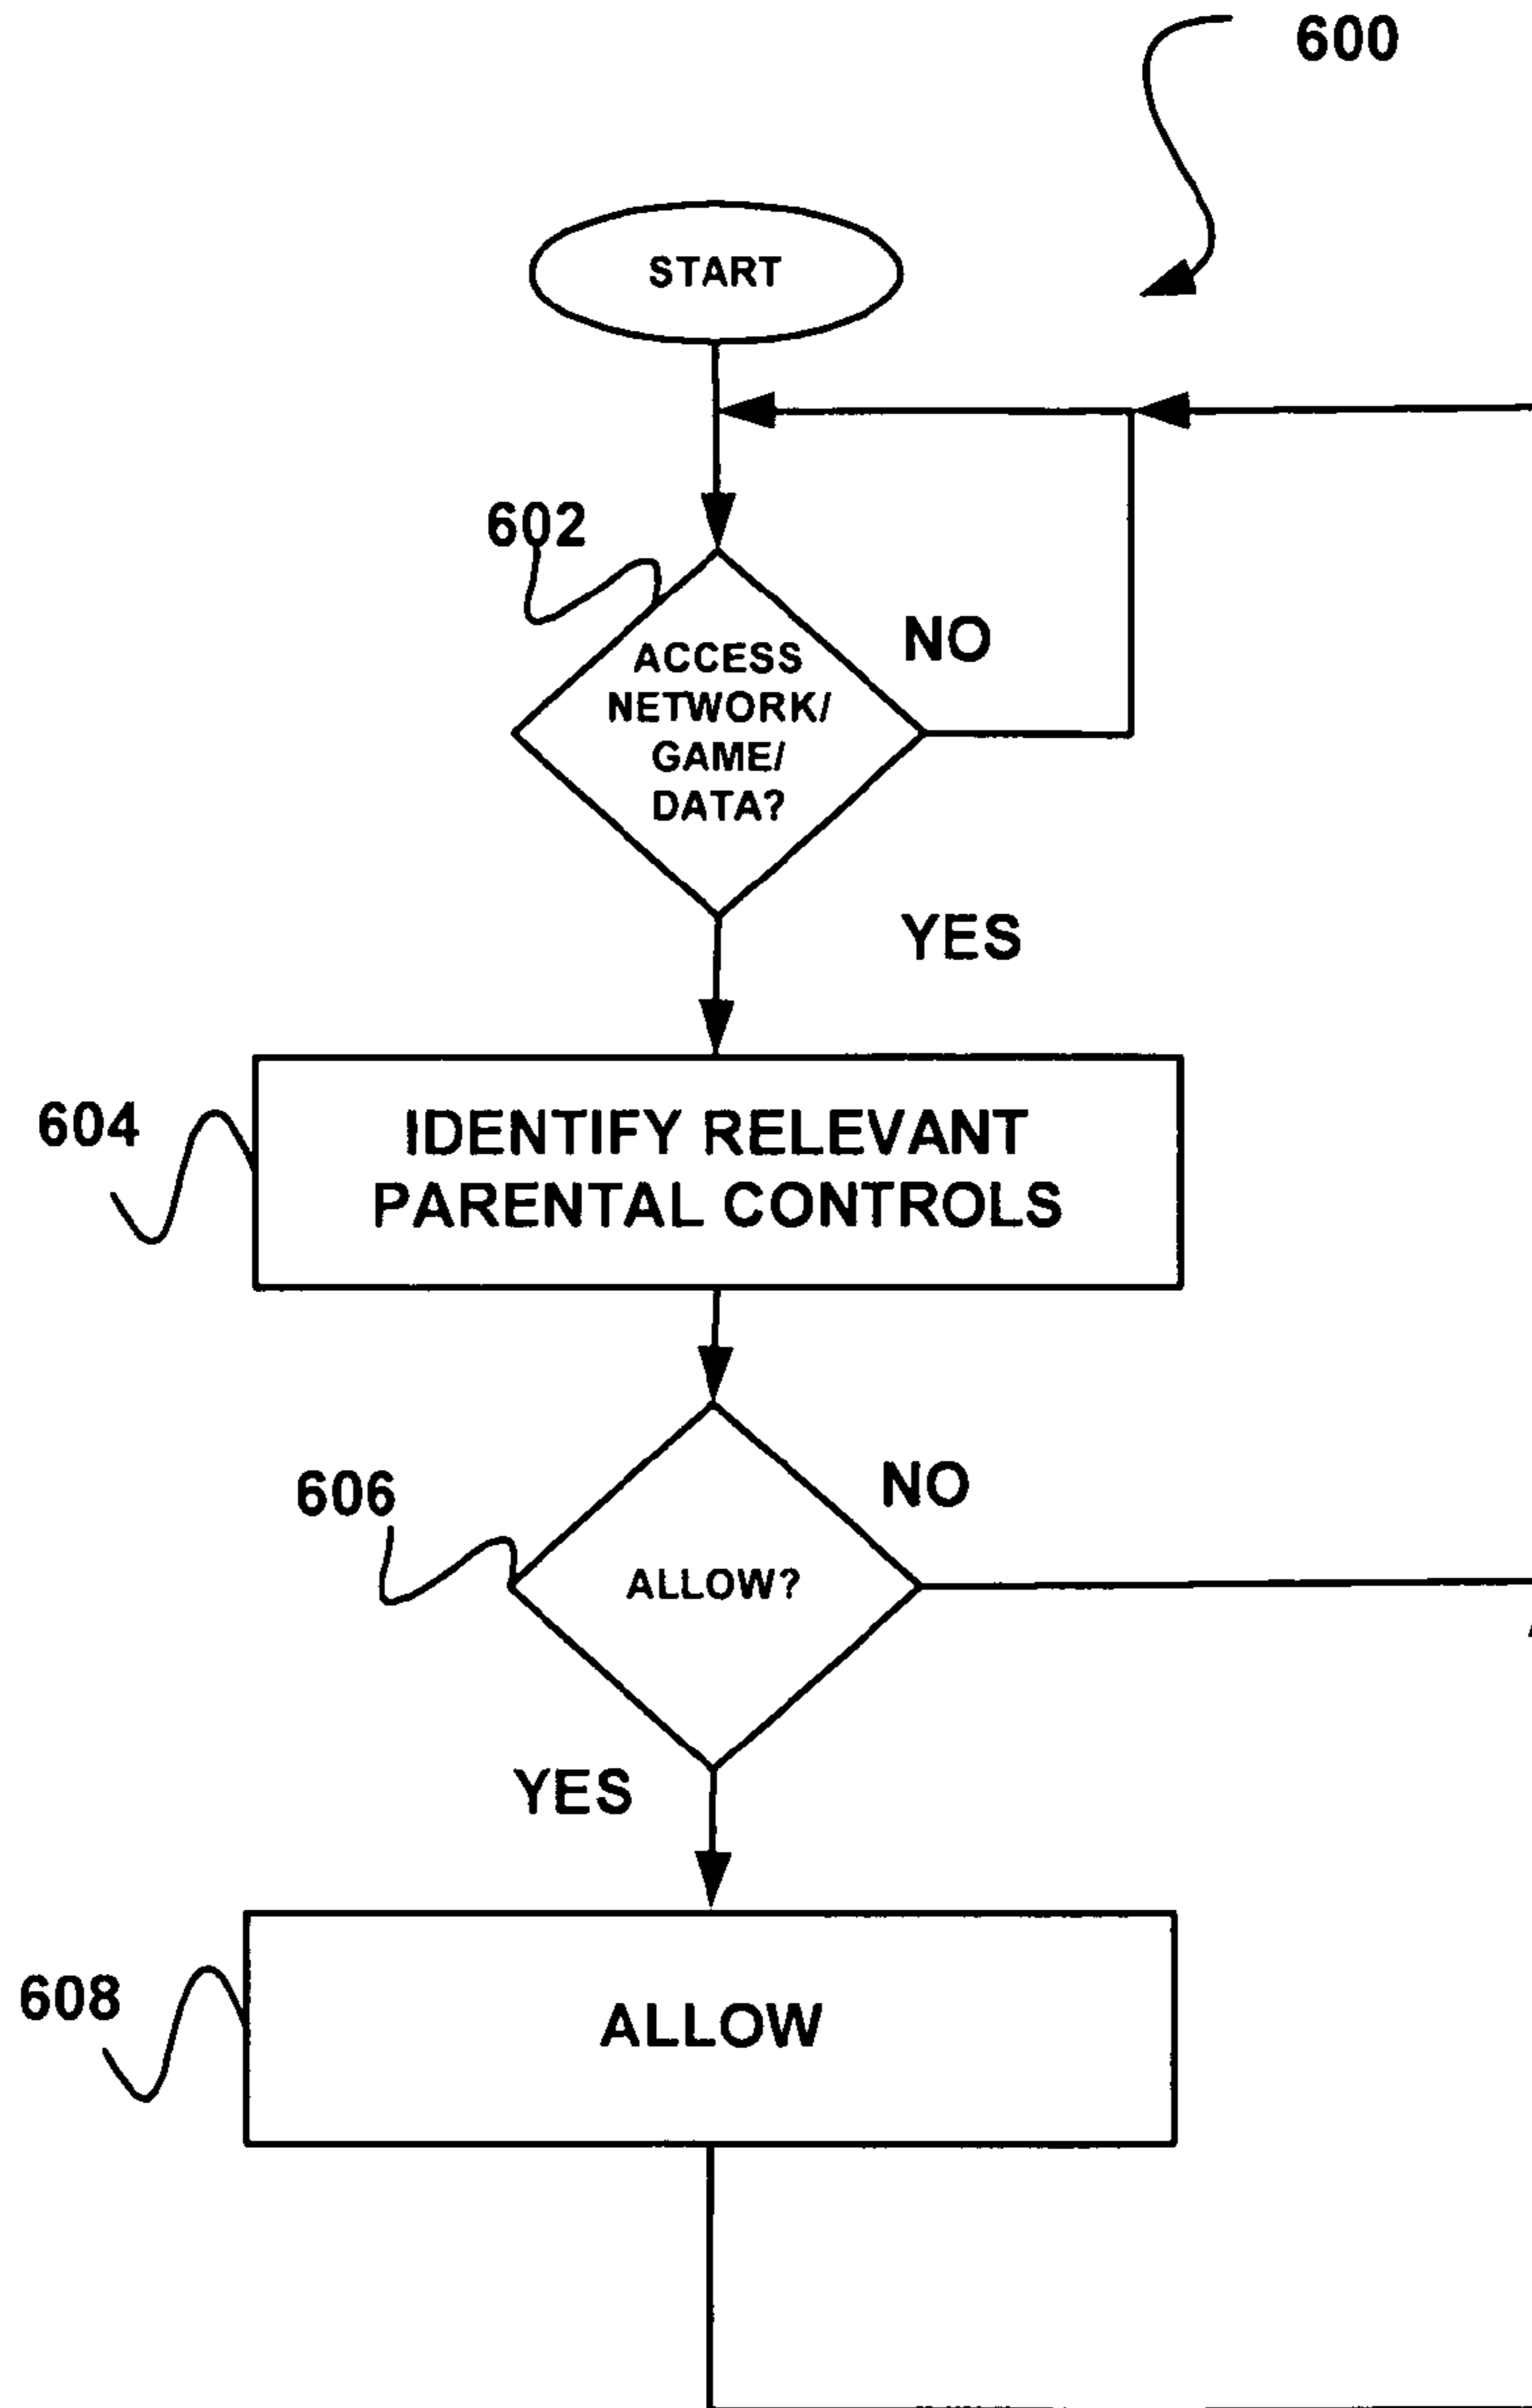 600
START
602
NO
ACCESS
NETWORK/
GAME/
DATA?
YES
604
IDENTIFY RELEVANT
PARENTAL CONTROLS
606
NO
ALLOW?
YES
608
ALLOW